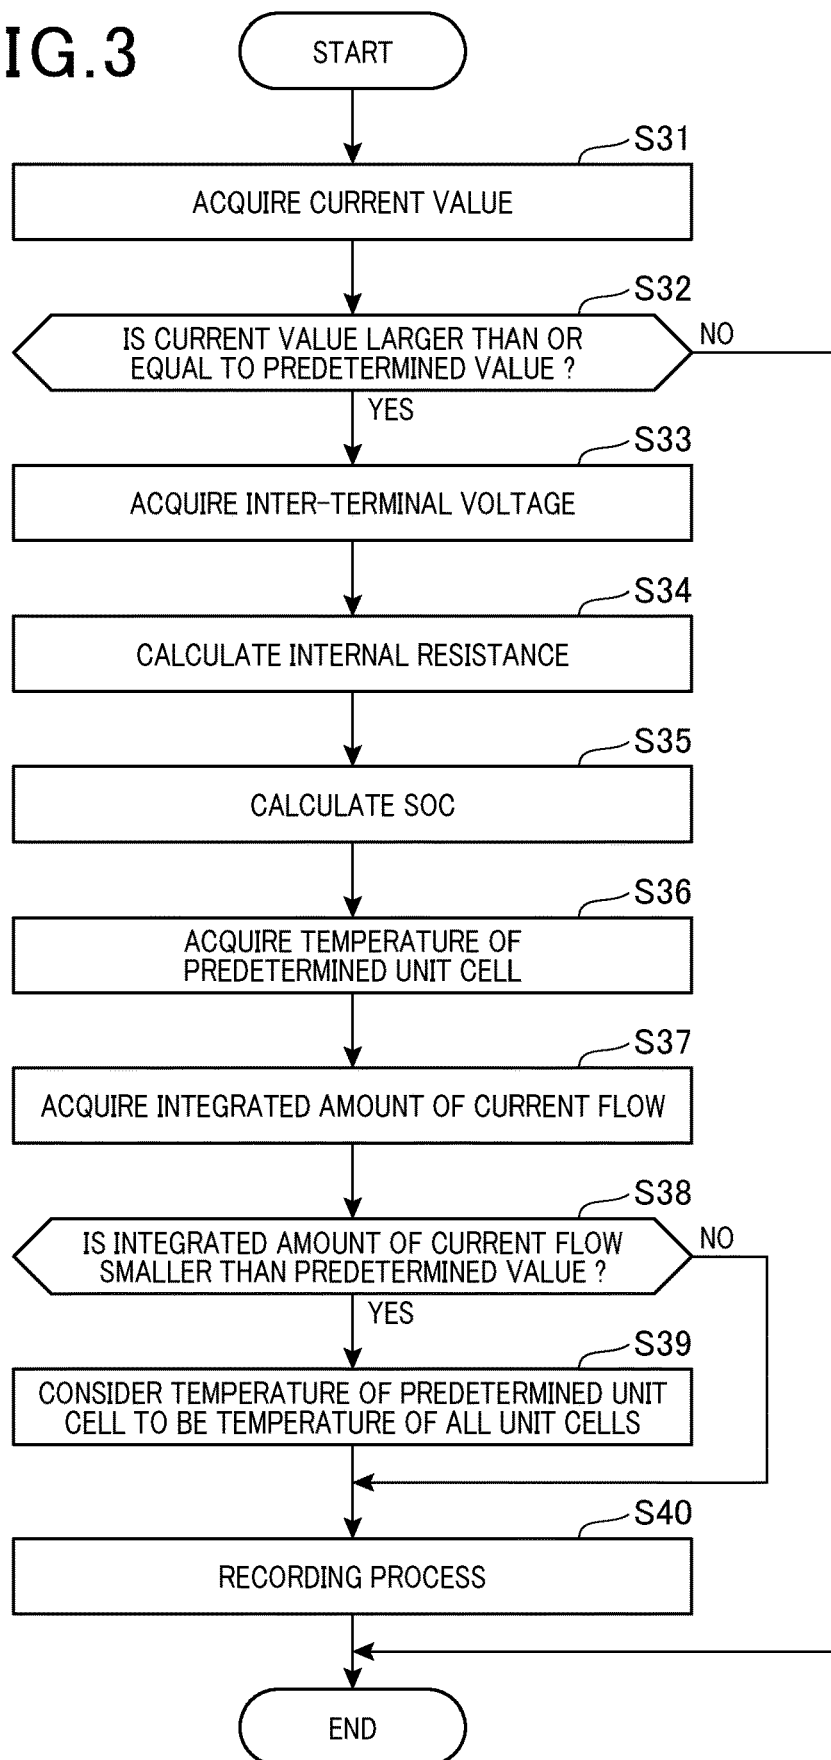 IG.3
START
S31
ACQUIRE CURRENT VALUE
S32
IS CURRENT VALUE LARGER THAN OR
EQUAL TO PREDETERMINED VALUE ?
NO
YES
S33
ACQUIRE INTER-TERMINAL VOLTAGE
S34
CALCULATE INTERNAL RESISTANCE
S35
CALCULATE SOC
S36
ACQUIRE TEMPERATURE OF
PREDETERMINED UNIT CELL
S37
ACQUIRE INTEGRATED AMOUNT OF CURRENT FLOW
S38
IS INTEGRATED AMOUNT OF CURRENT FLOW
SMALLER THAN PREDETERMINED VALUE ?
NO
YES
S39
CONSIDER TEMPERATURE OF PREDETERMINED UNIT
CELL TO BE TEMPERATURE OF ALL UNIT CELLS
S40
RECORDING PROCESS
END